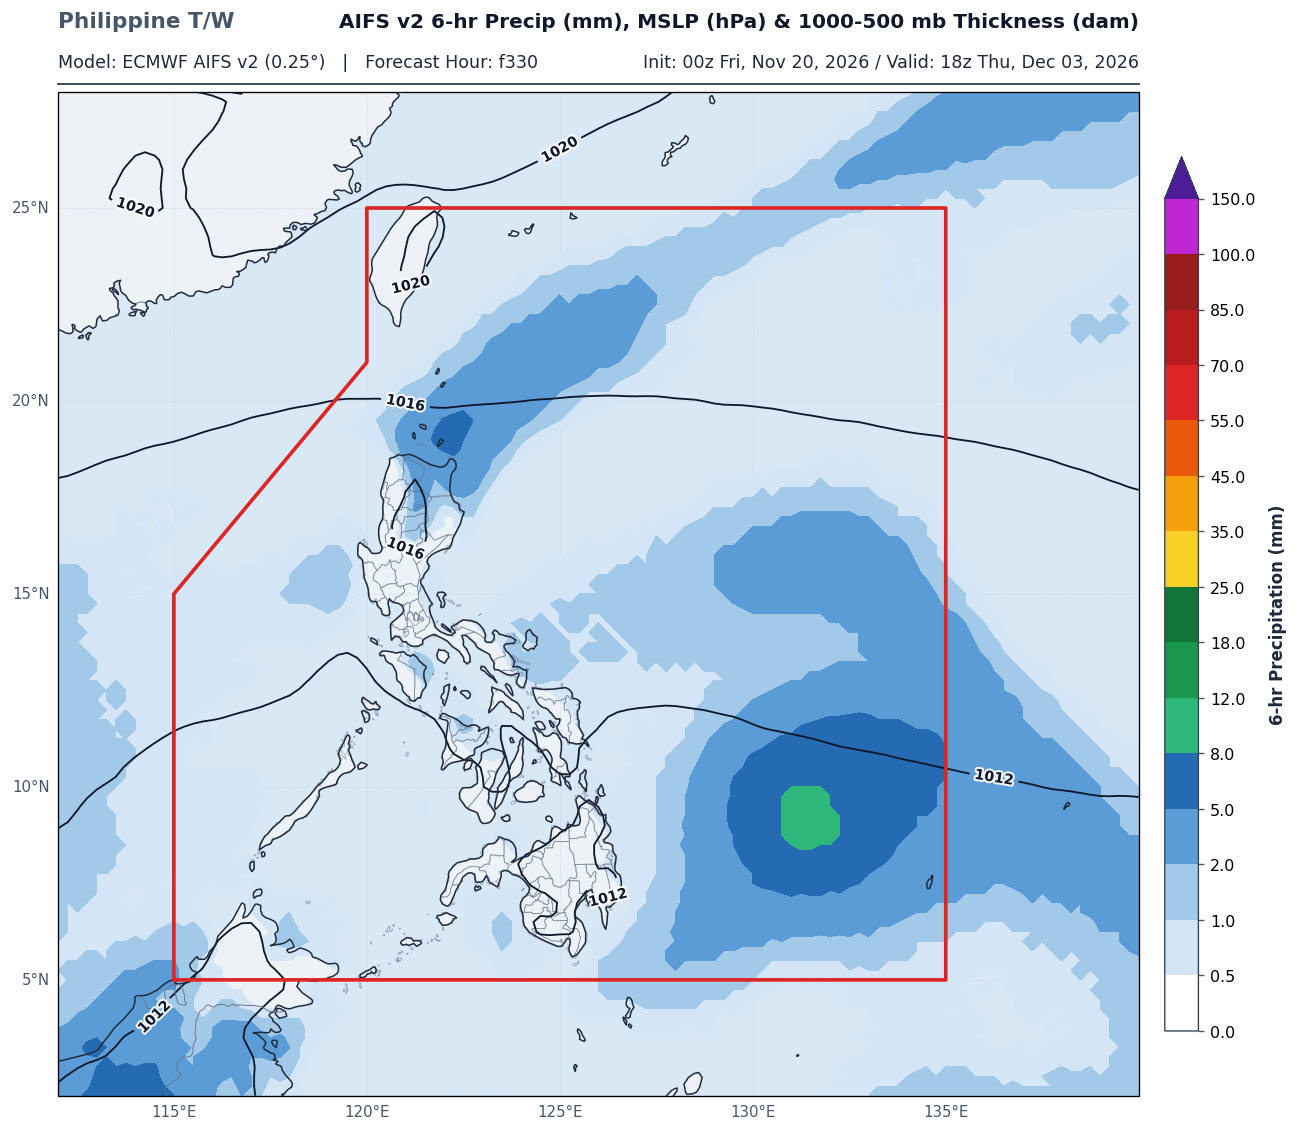 Philippine T/W
AIFS v2 6-hr Precip (mm), MSLP (hPa) & 1000-500 mb Thickness (dam)
Model: ECMWF AIFS v2 (0.25°) | Forecast Hour: f330
Init: 00z Fri, Nov 20, 2026 / Valid: 18z Thu, Dec 03, 2026
1020
1020
1020
1016
1016
1012
1012
1012
25°N
20°N
15°N
10°N
5°N
115°E
120°E
125°E
130°E
135°E
150.0
100.0
85.0
70.0
55.0
45.0
35.0
25.0
18.0
12.0
8.0
5.0
2.0
1.0
0.5
0.0
6-hr Precipitation (mm)